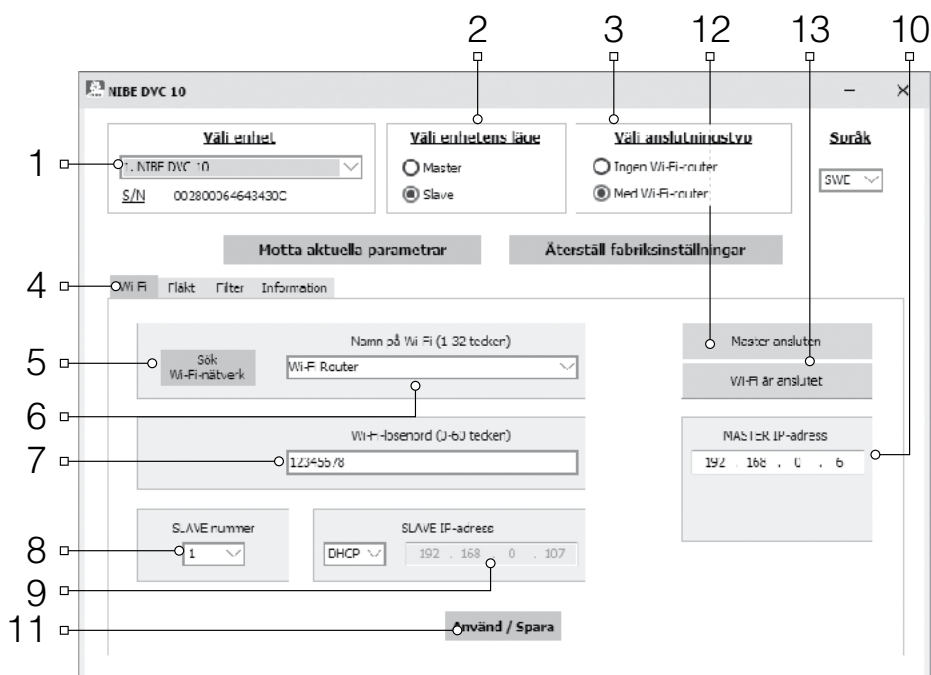 2 3 12 13 10
NIBE DVC 10
Välj enhet
Välj enhetens läge
Välj anslutningstyp
Språk
1
1. NIBE DVC 10
Master
Ingen Wi-Fi-router
S/N
Slave
Med Wi-Fi-router
SWE
Motta aktuella parametrar
Återställ fabriksinställningar
4
Wi-Fi Fläkt Filter Information
Namn på Wi-Fi (1-32 tecken)
Master ansluten
5
Sök
Wi-Fi-nätverk
Wi-Fi Router
Wi-Fi är anslutet
6
Wi-Fi-lösenord (0-63 tecken)
MASTER IP-adress
7
192 . 168 . 0 . 6
SLAVE nummer
SLAVE IP-adress
8
1
DHCP
192 . 168 . 0 . 107
9
11
Använd / Spara